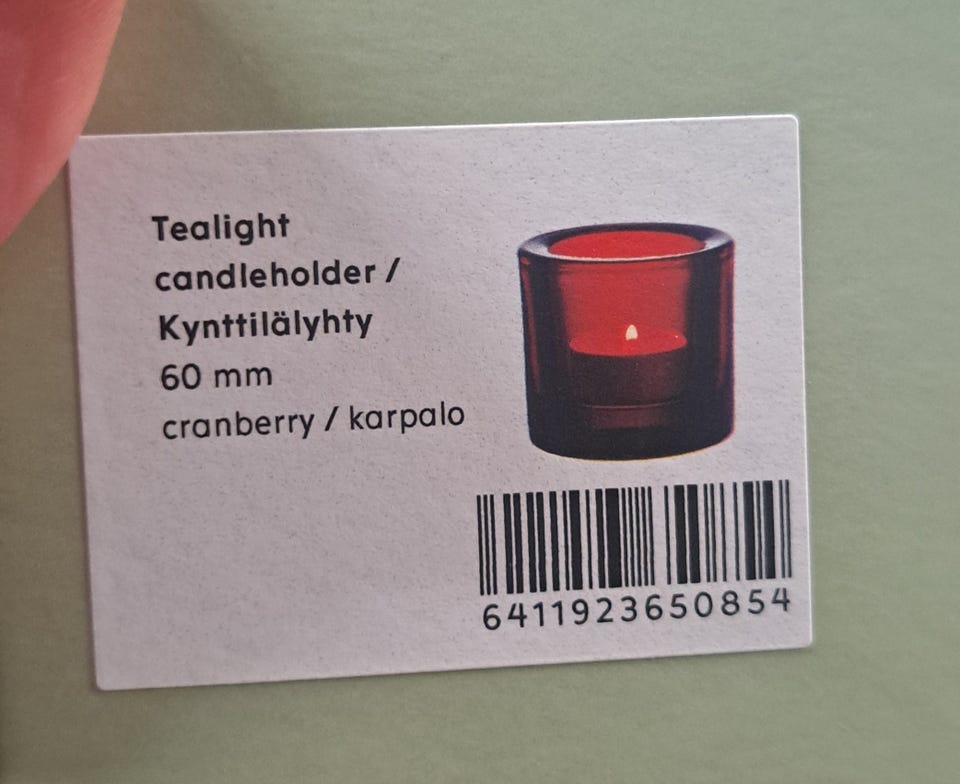 Tealight
candleholder /
Kynttilälyhty
60 mm
cranberry / karpalo
6411923650854